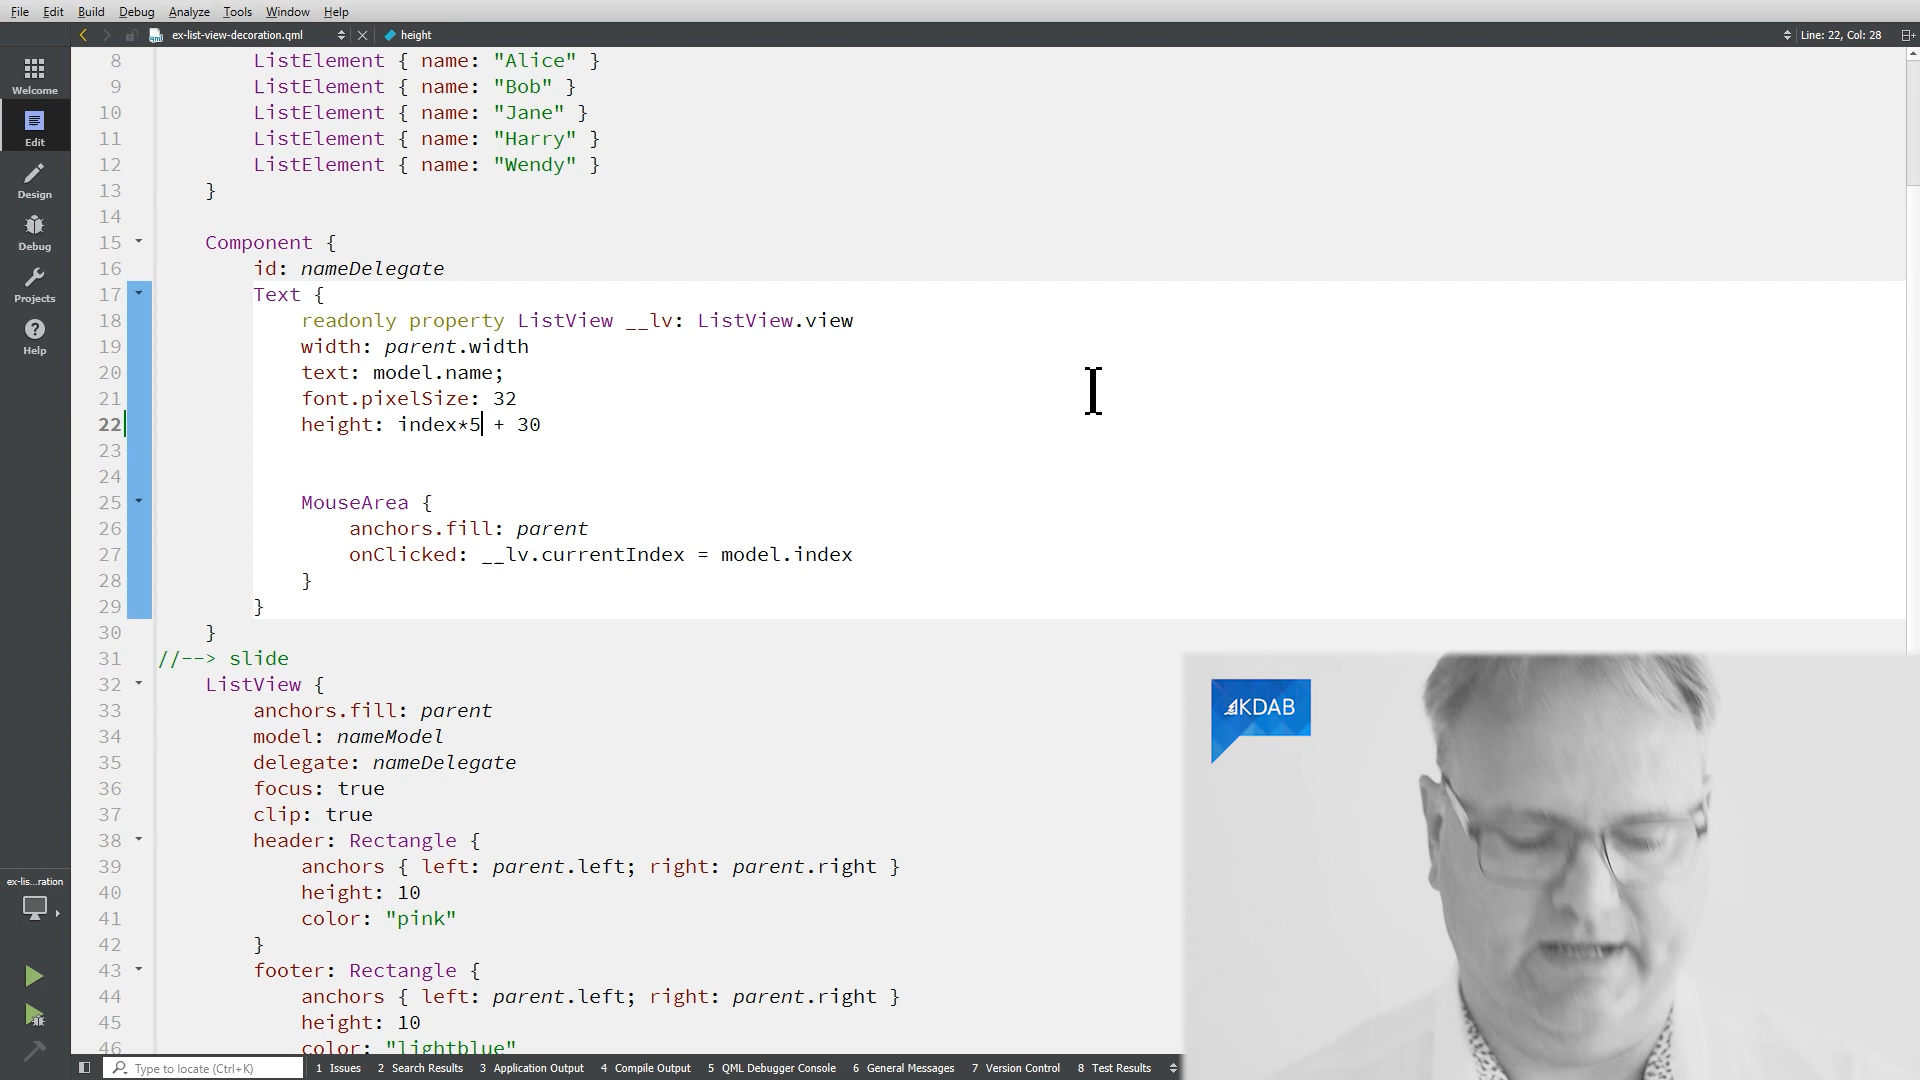 File Edit Build Debug Analyze Tools Window Help
ex-list-view-decoration.qml height Line: 22, Col: 28
Welcome
Edit
Design
Debug
Projects
Help
ex-lis...ration
8 ListElement { name: "Alice" }
9 ListElement { name: "Bob" }
10 ListElement { name: "Jane" }
11 ListElement { name: "Harry" }
12 ListElement { name: "Wendy" }
13 }
14
15 Component {
16 id: nameDelegate
17 Text {
18 readonly property ListView __lv: ListView.view
19 width: parent.width
20 text: model.name;
21 font.pixelSize: 32
22 height: index*5 + 30
23
24
25 MouseArea {
26 anchors.fill: parent
27 onClicked: __lv.currentIndex = model.index
28 }
29 }
30 }
31 //--> slide
32 ListView {
33 anchors.fill: parent
34 model: nameModel
35 delegate: nameDelegate
36 focus: true
37 clip: true
38 header: Rectangle {
39 anchors { left: parent.left; right: parent.right }
40 height: 10
41 color: "pink"
42 }
43 footer: Rectangle {
44 anchors { left: parent.left; right: parent.right }
45 height: 10
46 color: "lightblue"
KDAB
Type to locate (Ctrl+K) 1 Issues 2 Search Results 3 Application Output 4 Compile Output 5 QML Debugger Console 6 General Messages 7 Version Control 8 Test Results